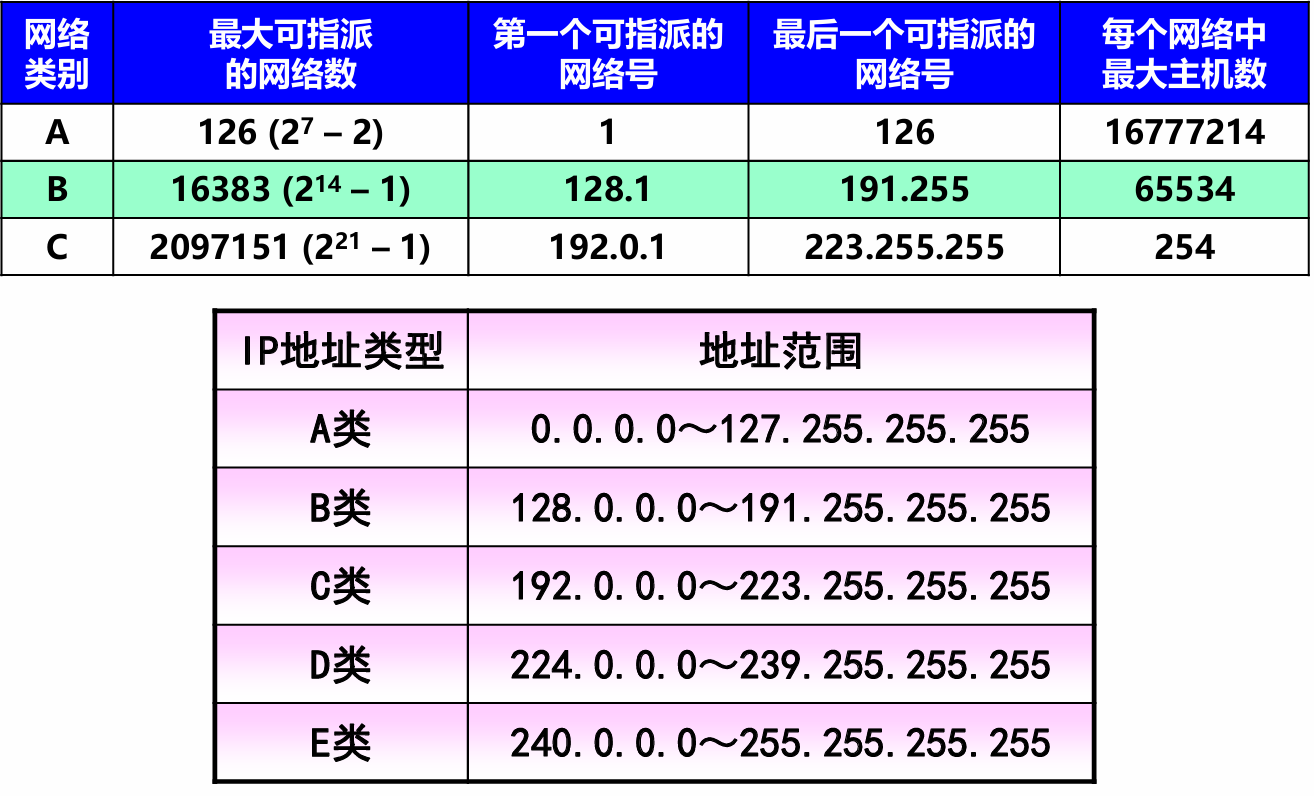 网络类别 最大可指派的网络数 第一个可指派的网络号 最后一个可指派的网络号 每个网络中最大主机数
A 126 (2⁷ – 2) 1 126 16777214
B 16383 (2¹⁴ – 1) 128.1 191.255 65534
C 2097151 (2²¹ – 1) 192.0.1 223.255.255 254
IP地址类型 地址范围
A类 0.0.0.0～127.255.255.255
B类 128.0.0.0～191.255.255.255
C类 192.0.0.0～223.255.255.255
D类 224.0.0.0～239.255.255.255
E类 240.0.0.0～255.255.255.255